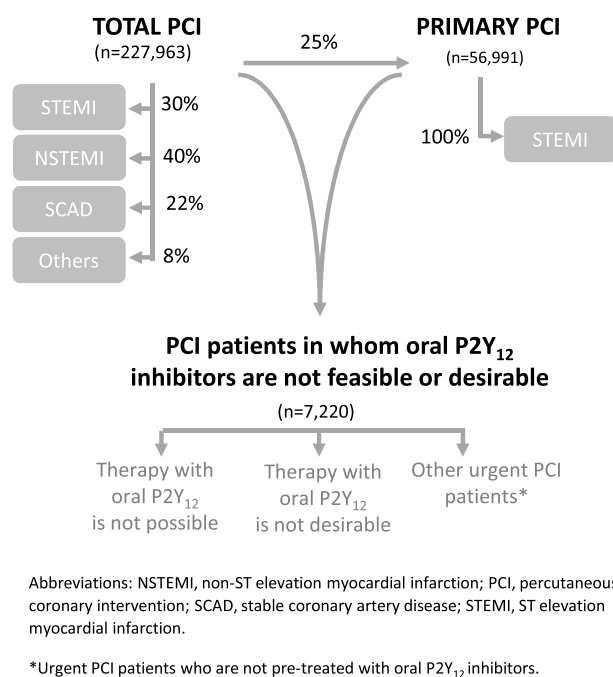 TOTAL PCI
(n=227,963)
25%
PRIMARY PCI
(n=56,991)
STEMI
30%
NSTEMI
40%
SCAD
22%
Others
8%
100%
STEMI
PCI patients in whom oral P2Y12
inhibitors are not feasible or desirable
(n=7,220)
Therapy with
oral P2Y12
is not possible
Therapy with
oral P2Y12
is not desirable
Other urgent PCI
patients*
Abbreviations: NSTEMI, non-ST elevation myocardial infarction; PCI, percutaneous
coronary intervention; SCAD, stable coronary artery disease; STEMI, ST elevation
myocardial infarction.
*Urgent PCI patients who are not pre-treated with oral P2Y12 inhibitors.